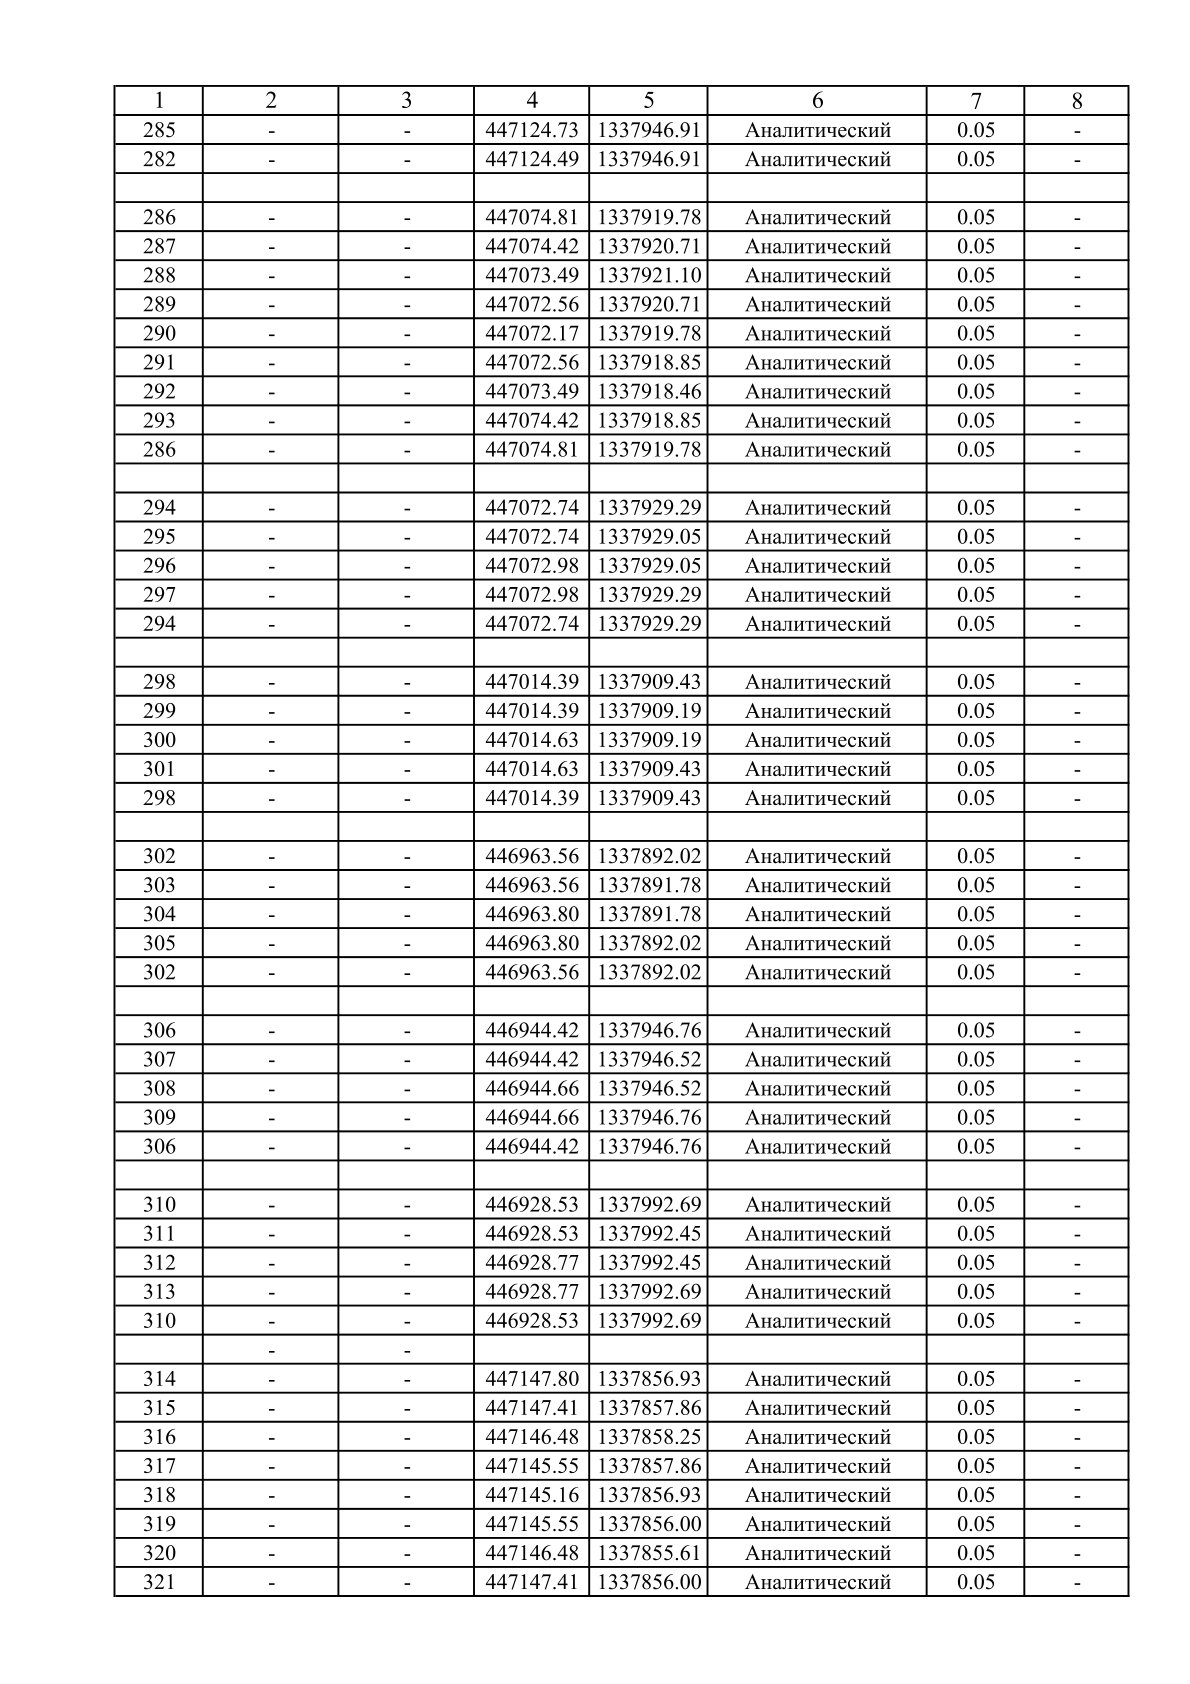 1 2 3 4 5 6 7 8
285 - - 447124.73 1337946.91 Аналитический 0.05 -
282 - - 447124.49 1337946.91 Аналитический 0.05 -
286 - - 447074.81 1337919.78 Аналитический 0.05 -
287 - - 447074.42 1337920.71 Аналитический 0.05 -
288 - - 447073.49 1337921.10 Аналитический 0.05 -
289 - - 447072.56 1337920.71 Аналитический 0.05 -
290 - - 447072.17 1337919.78 Аналитический 0.05 -
291 - - 447072.56 1337918.85 Аналитический 0.05 -
292 - - 447073.49 1337918.46 Аналитический 0.05 -
293 - - 447074.42 1337918.85 Аналитический 0.05 -
286 - - 447074.81 1337919.78 Аналитический 0.05 -
294 - - 447072.74 1337929.29 Аналитический 0.05 -
295 - - 447072.74 1337929.05 Аналитический 0.05 -
296 - - 447072.98 1337929.05 Аналитический 0.05 -
297 - - 447072.98 1337929.29 Аналитический 0.05 -
294 - - 447072.74 1337929.29 Аналитический 0.05 -
298 - - 447014.39 1337909.43 Аналитический 0.05 -
299 - - 447014.39 1337909.19 Аналитический 0.05 -
300 - - 447014.63 1337909.19 Аналитический 0.05 -
301 - - 447014.63 1337909.43 Аналитический 0.05 -
298 - - 447014.39 1337909.43 Аналитический 0.05 -
302 - - 446963.56 1337892.02 Аналитический 0.05 -
303 - - 446963.56 1337891.78 Аналитический 0.05 -
304 - - 446963.80 1337891.78 Аналитический 0.05 -
305 - - 446963.80 1337892.02 Аналитический 0.05 -
302 - - 446963.56 1337892.02 Аналитический 0.05 -
306 - - 446944.42 1337946.76 Аналитический 0.05 -
307 - - 446944.42 1337946.52 Аналитический 0.05 -
308 - - 446944.66 1337946.52 Аналитический 0.05 -
309 - - 446944.66 1337946.76 Аналитический 0.05 -
306 - - 446944.42 1337946.76 Аналитический 0.05 -
310 - - 446928.53 1337992.69 Аналитический 0.05 -
311 - - 446928.53 1337992.45 Аналитический 0.05 -
312 - - 446928.77 1337992.45 Аналитический 0.05 -
313 - - 446928.77 1337992.69 Аналитический 0.05 -
310 - - 446928.53 1337992.69 Аналитический 0.05 -
- -
314 - - 447147.80 1337856.93 Аналитический 0.05 -
315 - - 447147.41 1337857.86 Аналитический 0.05 -
316 - - 447146.48 1337858.25 Аналитический 0.05 -
317 - - 447145.55 1337857.86 Аналитический 0.05 -
318 - - 447145.16 1337856.93 Аналитический 0.05 -
319 - - 447145.55 1337856.00 Аналитический 0.05 -
320 - - 447146.48 1337855.61 Аналитический 0.05 -
321 - - 447147.41 1337856.00 Аналитический 0.05 -